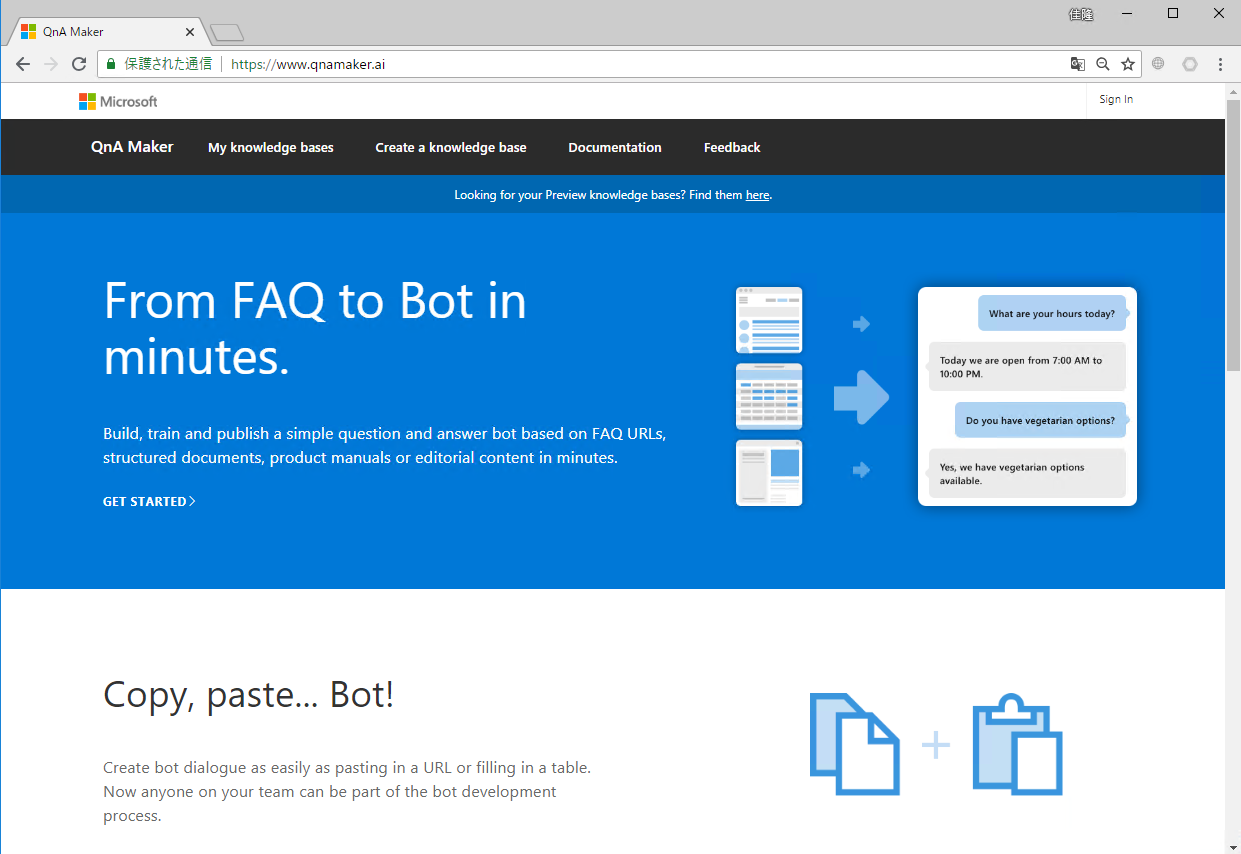 QnA Maker
佳隆
保護された通信
https://www.qnamaker.ai
Microsoft
Sign In
QnA Maker
My knowledge bases
Create a knowledge base
Documentation
Feedback
Looking for your Preview knowledge bases? Find them here.
From FAQ to Bot in
minutes.
Build, train and publish a simple question and answer bot based on FAQ URLs,
structured documents, product manuals or editorial content in minutes.
GET STARTED
What are your hours today?
Today we are open from 7:00 AM to
10:00 PM.
Do you have vegetarian options?
Yes, we have vegetarian options
available.
Copy, paste... Bot!
Create bot dialogue as easily as pasting in a URL or filling in a table.
Now anyone on your team can be part of the bot development
process.